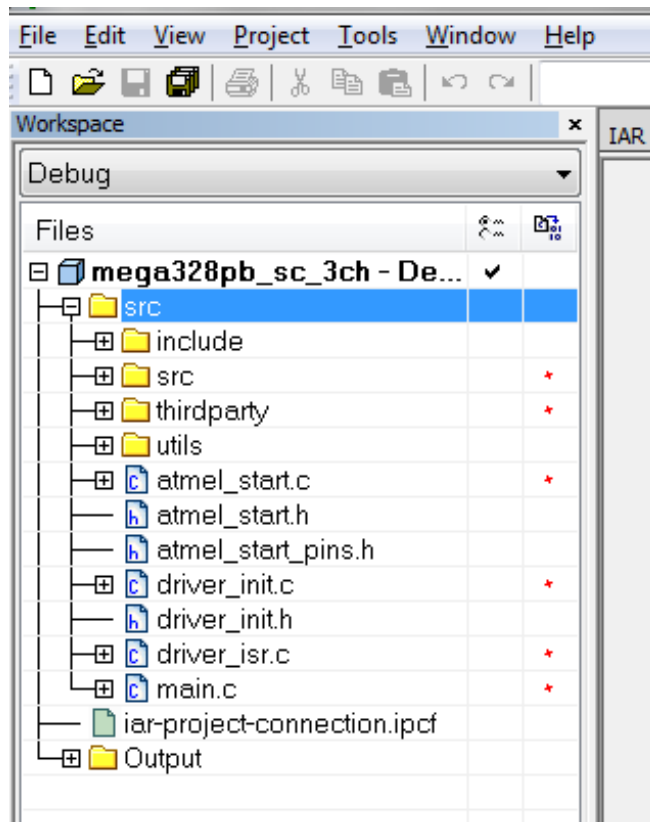 File Edit View Project Tools Window Help
Workspace x
IAR
Debug
Files
mega328pb_sc_3ch - De...
src
include
src
thirdparty
utils
atmel_start.c
atmel_start.h
atmel_start_pins.h
driver_init.c
driver_init.h
driver_isr.c
main.c
iar-project-connection.ipcf
Output